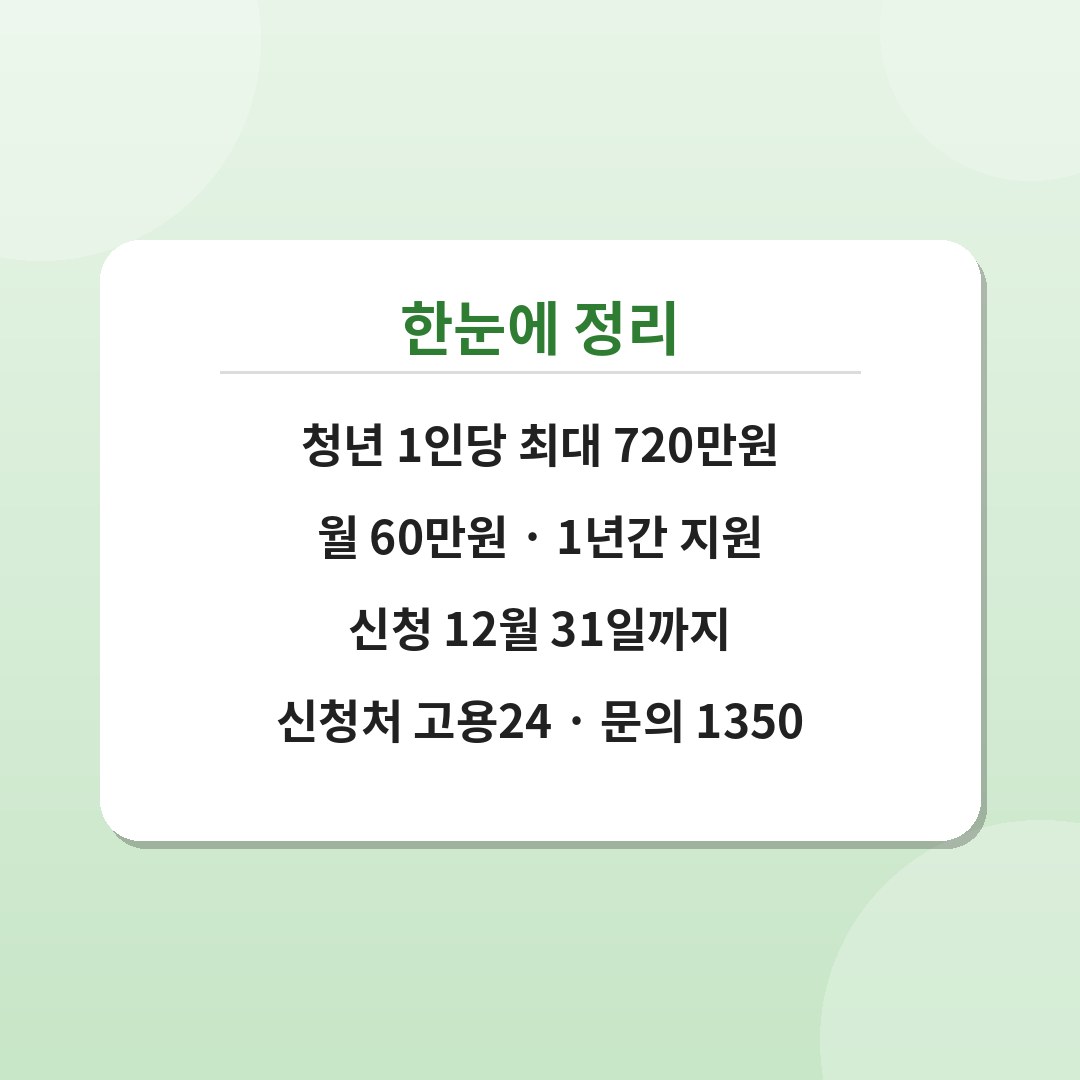 한눈에 정리
청년 1인당 최대 720만원
월 60만원 · 1년간 지원
신청 12월 31일까지
신청처 고용24 · 문의 1350